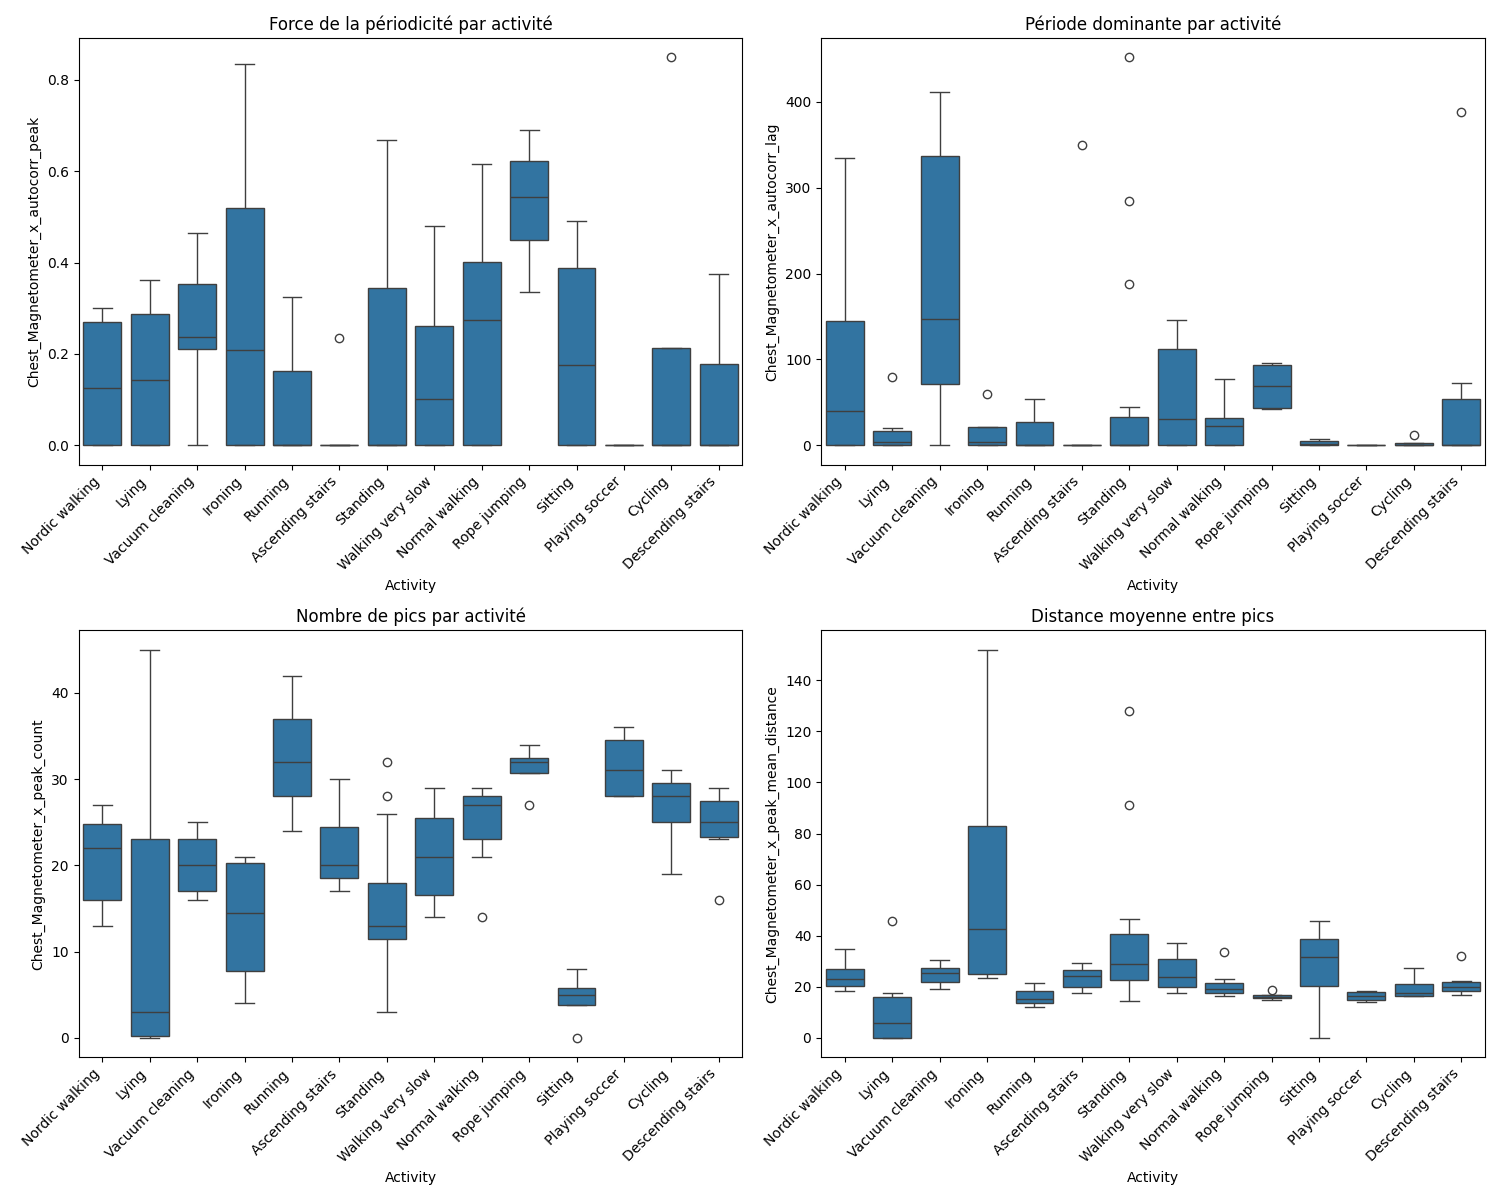 Force de la périodicité par activité
Chest_Magnetometer_x_autocorr_peak
0.8
0.6
0.4
0.2
0.0
Nordic walking
Lying
Vacuum cleaning
Ironing
Running
Ascending stairs
Standing
Walking very slow
Normal walking
Rope jumping
Sitting
Playing soccer
Cycling
Descending stairs
Activity
Période dominante par activité
Chest_Magnetometer_x_autocorr_lag
400
300
200
100
0
Nordic walking
Lying
Vacuum cleaning
Ironing
Running
Ascending stairs
Standing
Walking very slow
Normal walking
Rope jumping
Sitting
Playing soccer
Cycling
Descending stairs
Activity
Nombre de pics par activité
Chest_Magnetometer_x_peak_count
40
30
20
10
0
Nordic walking
Lying
Vacuum cleaning
Ironing
Running
Ascending stairs
Standing
Walking very slow
Normal walking
Rope jumping
Sitting
Playing soccer
Cycling
Descending stairs
Activity
Distance moyenne entre pics
Chest_Magnetometer_x_peak_mean_distance
140
120
100
80
60
40
20
0
Nordic walking
Lying
Vacuum cleaning
Ironing
Running
Ascending stairs
Standing
Walking very slow
Normal walking
Rope jumping
Sitting
Playing soccer
Cycling
Descending stairs
Activity